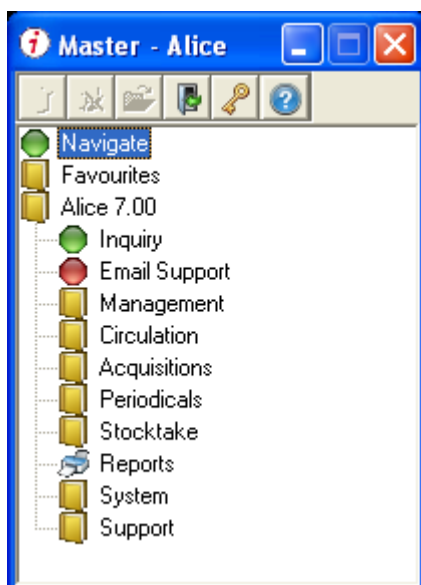 Master - Alice
Navigate
Favourites
Alice 7.00
Inquiry
Email Support
Management
Circulation
Acquisitions
Periodicals
Stocktake
Reports
System
Support